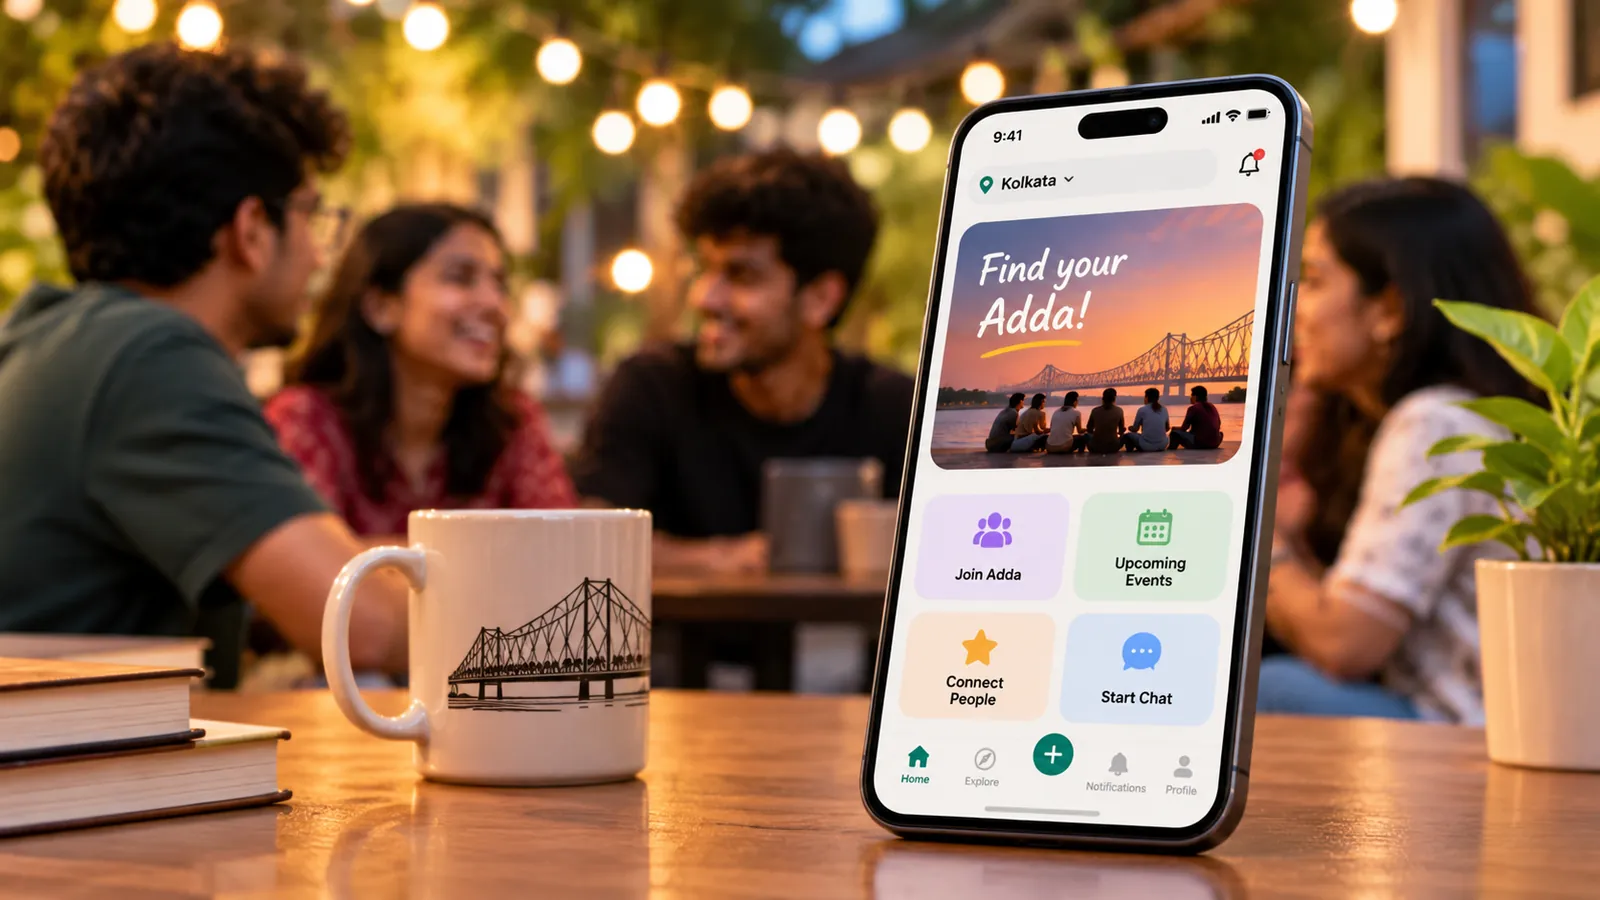 9:41
Kolkata
Find your
Adda!
Join Adda
Upcoming
Events
Connect
People
Start Chat
Home
Explore
Notifications
Profile